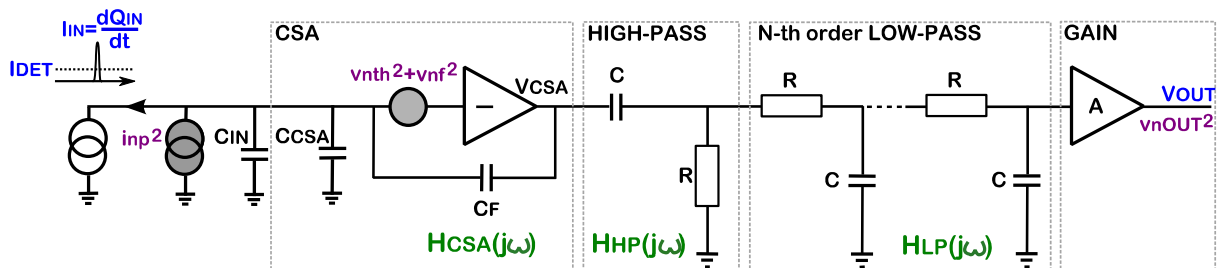 IIN=dQIN/dt
CSA
HIGH-PASS
N-th order LOW-PASS
GAIN
IDET
vnth²+vnf²
VCSA
C
R
R
A
VOUT
vnOUT²
inp²
CIN
CCSA
CF
R
C
C
HCSA(jω)
HHP(jω)
HLP(jω)